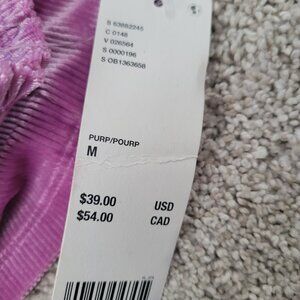 S 63882245
C 0148
V 026564
S 0000196
S OB1363658
PURP/POURP
M
$39.00 USD
$54.00 CAD